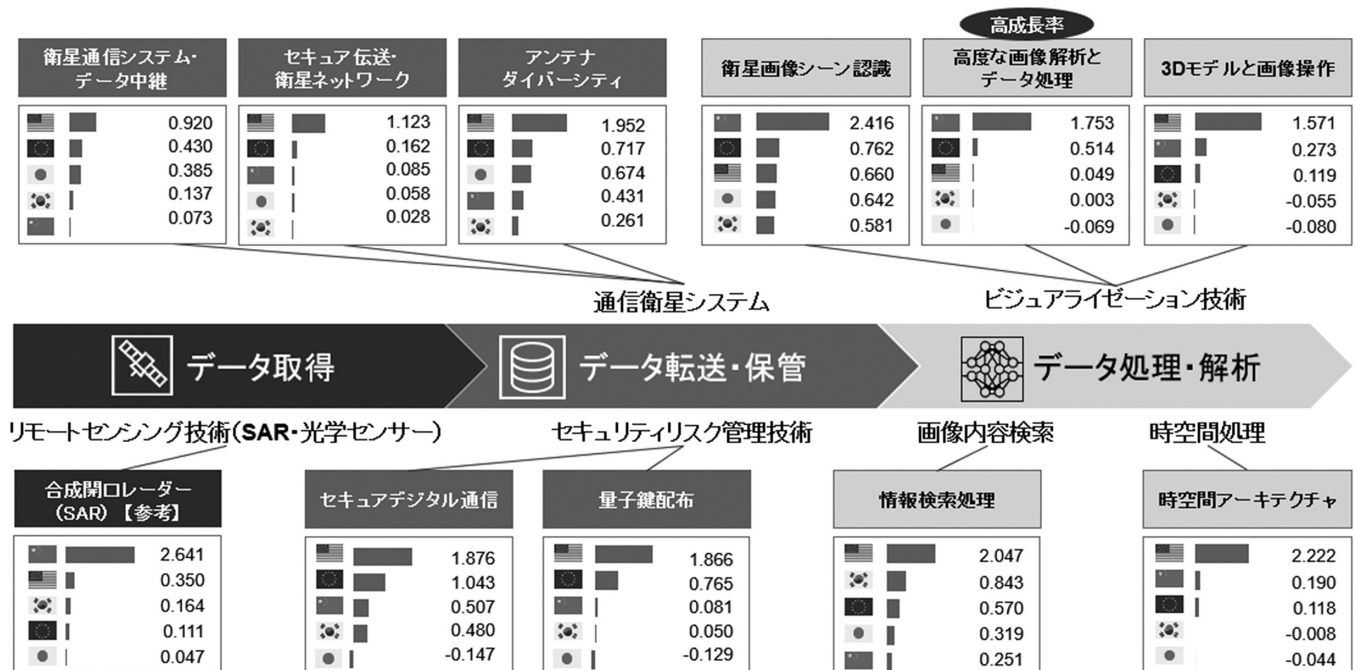 高成長率
衛星通信システム・
データ中継
0.920
0.430
0.385
0.137
0.073
セキュア伝送・
衛星ネットワーク
1.123
0.162
0.085
0.058
0.028
アンテナ
ダイバーシティ
1.952
0.717
0.674
0.431
0.261
衛星画像シーン認識
2.416
0.762
0.660
0.642
0.581
高度な画像解析と
データ処理
1.753
0.514
0.049
0.003
-0.069
3Dモデルと画像操作
1.571
0.273
0.119
-0.055
-0.080
通信衛星システム
ビジュアライゼーション技術
データ取得
データ転送・保管
データ処理・解析
リモートセンシング技術(SAR・光学センサー)
セキュリティリスク管理技術
画像内容検索
時空間処理
合成開口レーダー
(SAR)【参考】
2.641
0.350
0.164
0.111
0.047
セキュアデジタル通信
1.876
1.043
0.507
0.480
-0.147
量子鍵配布
1.866
0.765
0.081
0.050
-0.129
情報検索処理
2.047
0.843
0.570
0.319
0.251
時空間アーキテクチャ
2.222
0.190
0.118
-0.008
-0.044